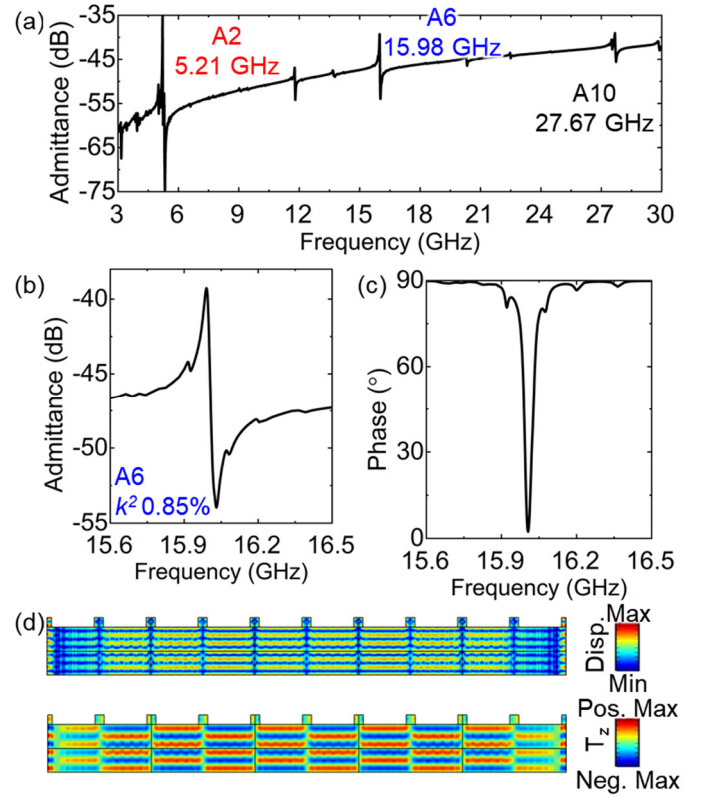 (a)
-35
-45
-55
-65
-75
Admittance (dB)
A2
5.21 GHz
A6
15.98 GHz
A10
27.67 GHz
3 6 9 12 15 18 21 24 27 30
Frequency (GHz)
(b)
-40
-45
-50
-55
Admittance (dB)
A6
k² 0.85%
15.6 15.9 16.2 16.5
Frequency (GHz)
(c)
90
60
30
0
Phase (°)
15.6 15.9 16.2 16.5
Frequency (GHz)
(d)
Disp.
Max
Min
Tz
Pos. Max
Neg. Max